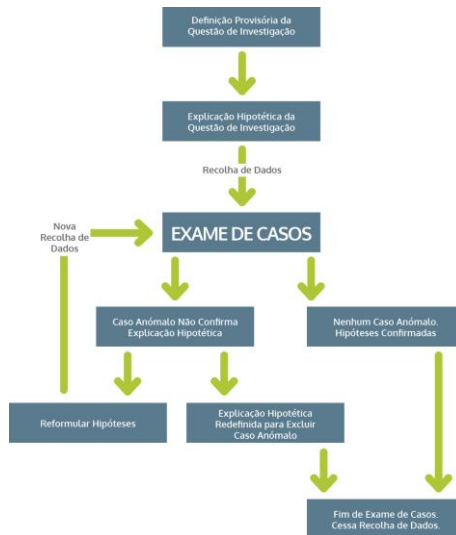 Definição Provisória da
Questão de Investigação
Explicação Hipotética da
Questão de Investigação
Recolha de Dados
Nova
Recolha de
Dados
EXAME DE CASOS
Caso Anómalo Não Confirma
Explicação Hipotética
Nenhum Caso Anómalo.
Hipóteses Confirmadas.
Reformular Hipóteses
Explicação Hipotética
Redefinida para Excluir
Caso Anómalo
Fim de Exame de Casos.
Cessa Recolha de Dados.